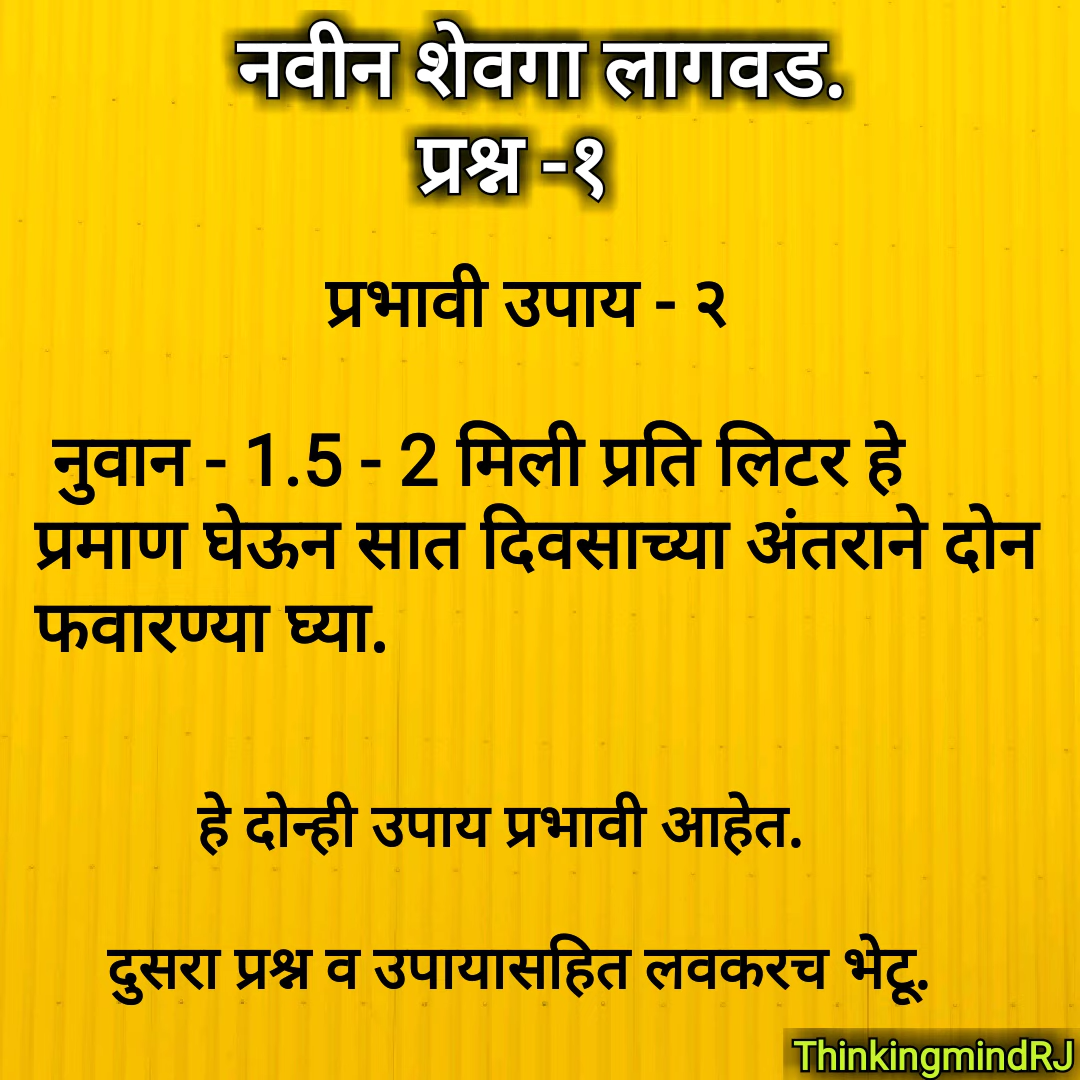 नवीन शेवगा लागवड.
प्रश्न -१
प्रभावी उपाय - २
नुवान - 1.5 - 2 मिली प्रति लिटर हे
प्रमाण घेऊन सात दिवसाच्या अंतराने दोन
फवारण्या घ्या.
हे दोन्ही उपाय प्रभावी आहेत.
दुसरा प्रश्न व उपायासहित लवकरच भेटू.
ThinkingmindRJ